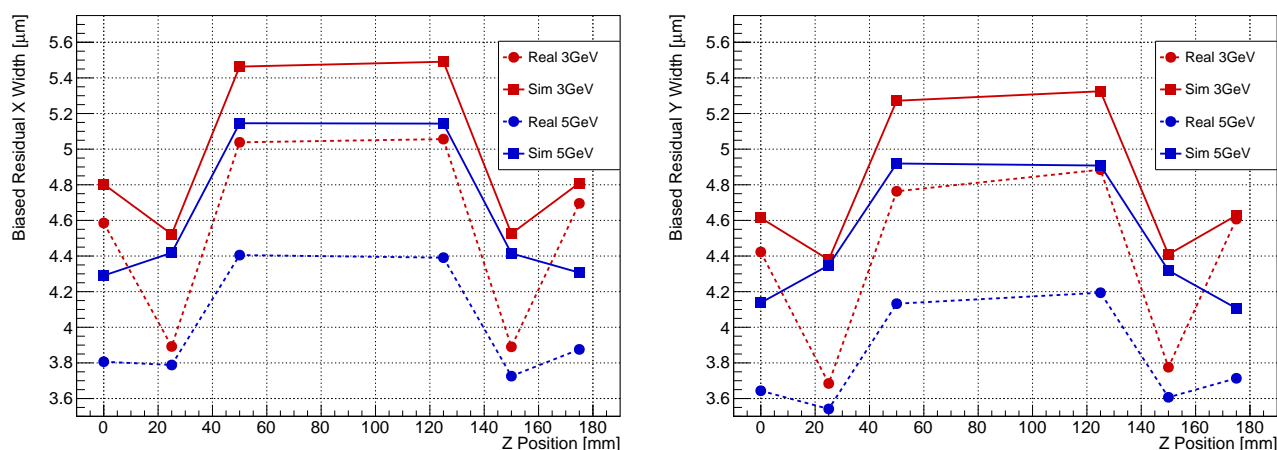 Biased Residual X Width [μm]
5.6
5.4
5.2
5
4.8
4.6
4.4
4.2
4
3.8
3.6
0 20 40 60 80 100 120 140 160 180
Z Position [mm]
Real 3GeV
Sim 3GeV
Real 5GeV
Sim 5GeV
Biased Residual Y Width [μm]
5.6
5.4
5.2
5
4.8
4.6
4.4
4.2
4
3.8
3.6
0 20 40 60 80 100 120 140 160 180
Z Position [mm]
Real 3GeV
Sim 3GeV
Real 5GeV
Sim 5GeV